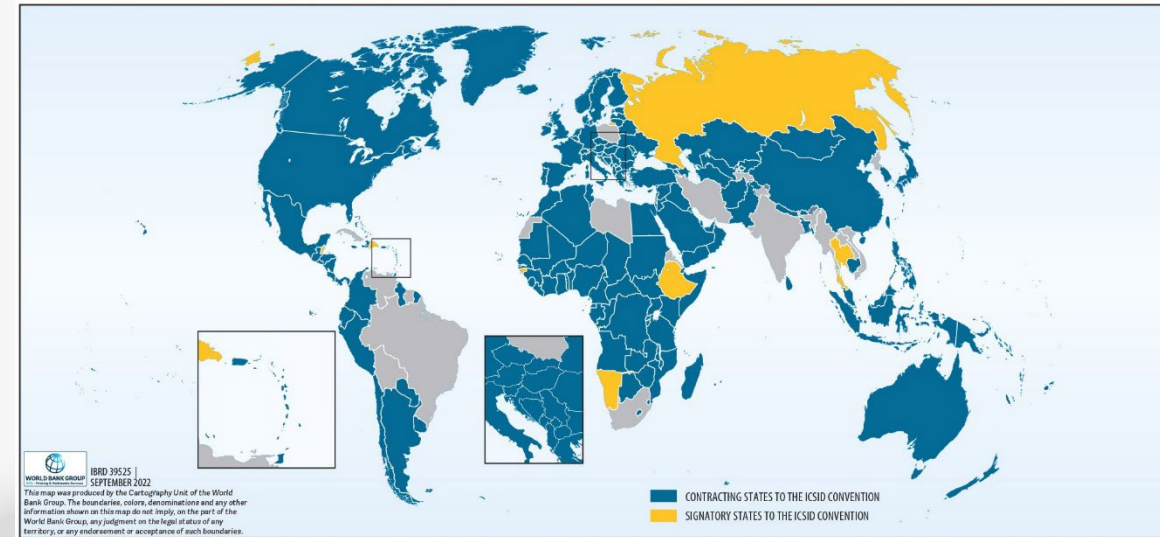 CONTRACTING STATES TO THE ICSID CONVENTION
SIGNATORY STATES TO THE ICSID CONVENTION
WORLD BANK GROUP
IBRD 39525 |
SEPTEMBER 2022
This map was produced by the Cartography Unit of the World
Bank Group. The boundaries, colors, denominations and any other
information shown on this map do not imply, on the part of the
World Bank Group, any judgment on the legal status of any
territory, or any endorsement or acceptance of such boundaries.